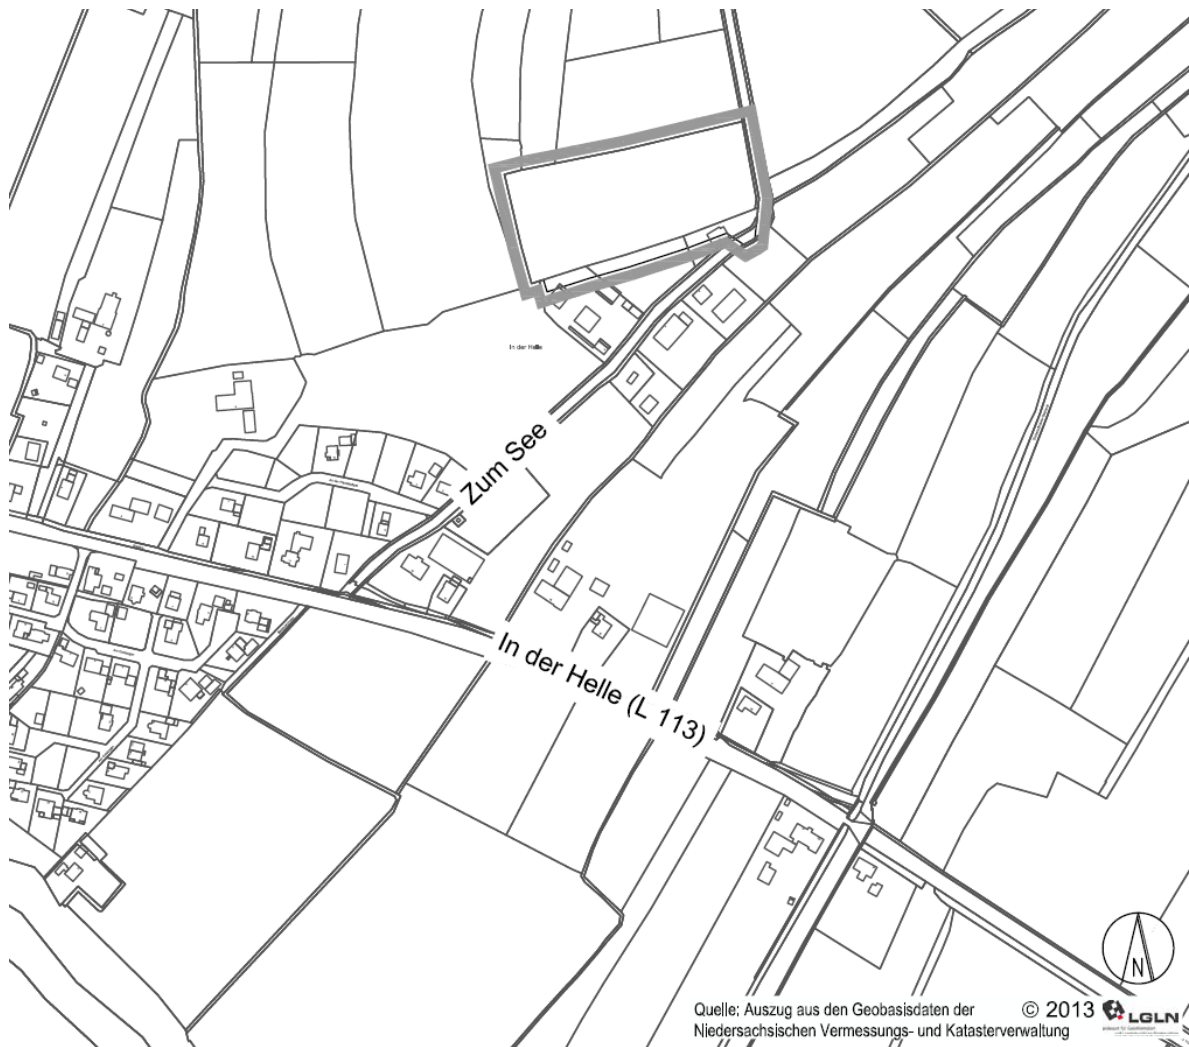 In der Helle
Zum See
In der Helle (L 113)
N
Quelle: Auszug aus den Geobasisdaten der
Niedersächsischen Vermessungs- und Katasterverwaltung
© 2013 LGLN